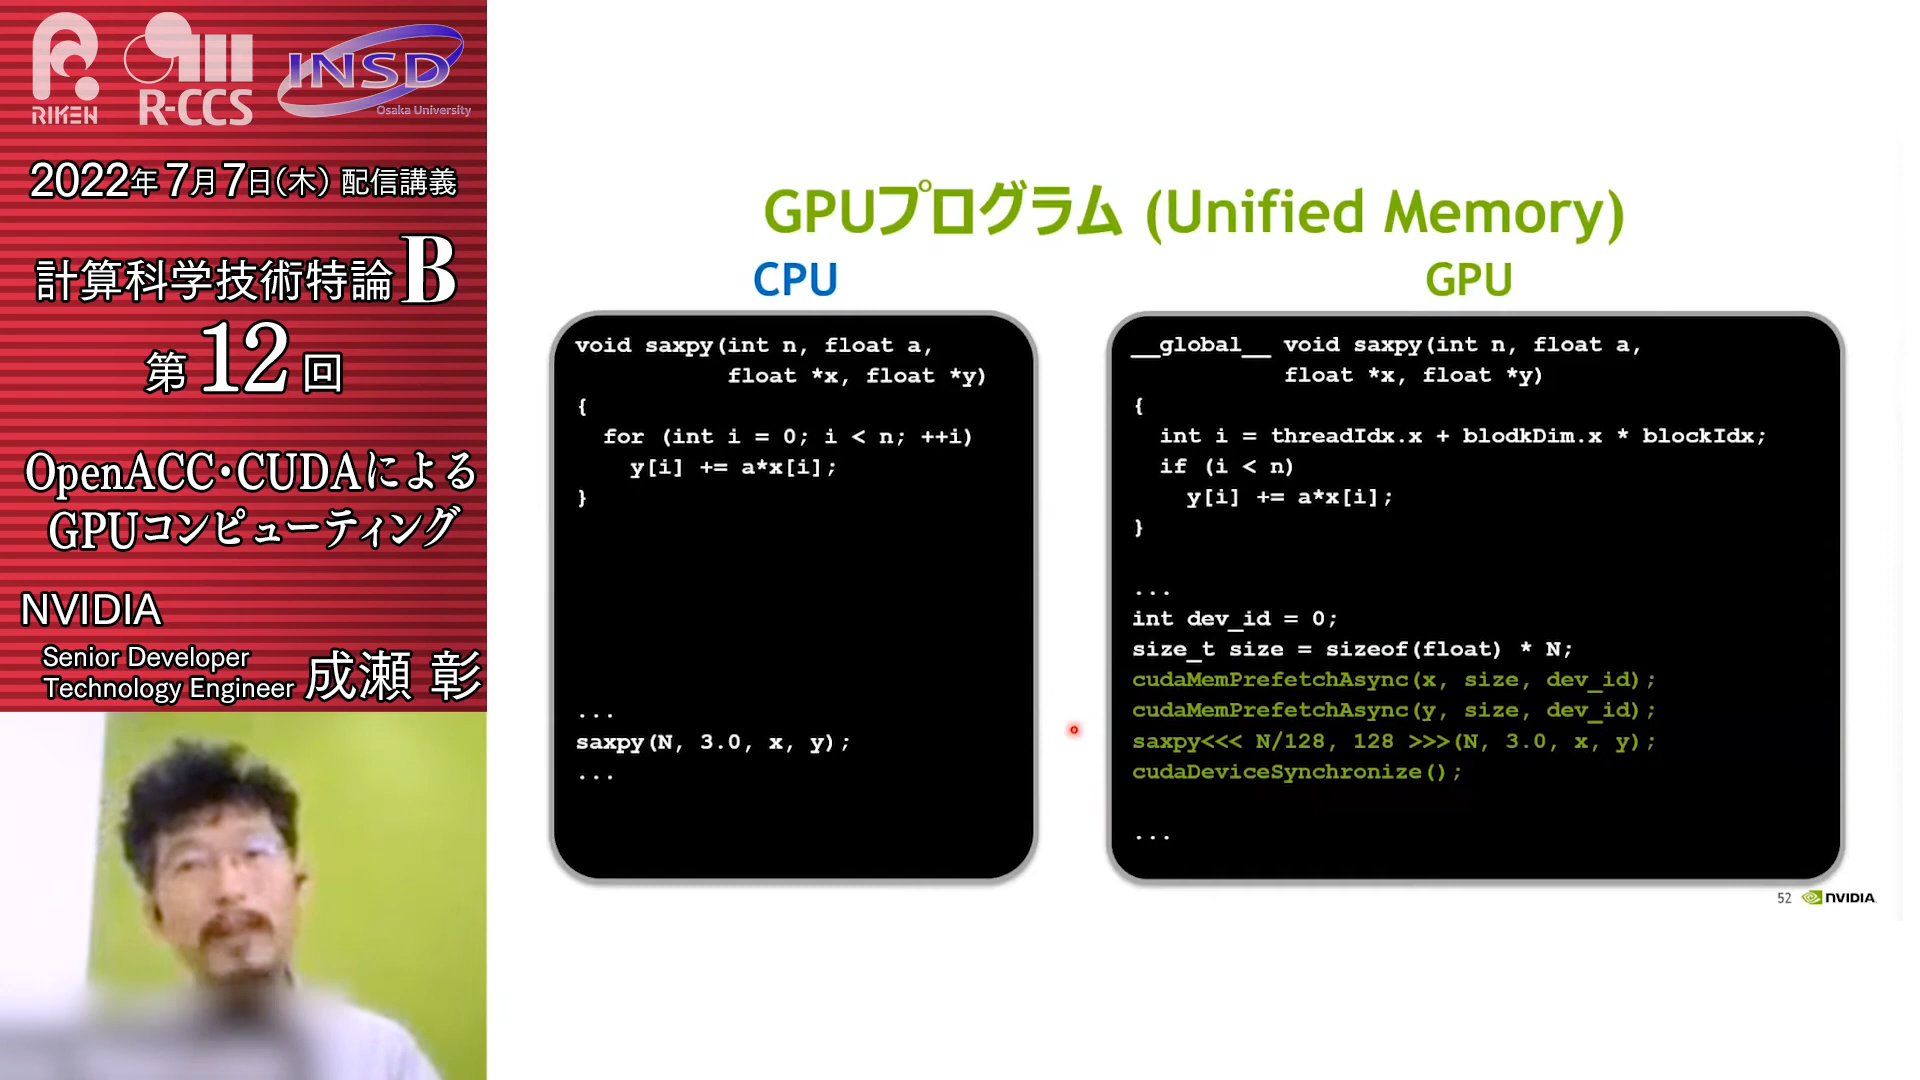 RIKEN
R-CCS
INSD
Osaka University
2022年7月7日(木) 配信講義
計算科学技術特論B
第12回
OpenACC・CUDAによる
GPUコンピューティング
NVIDIA
Senior Developer
Technology Engineer 成瀬 彰
GPUプログラム (Unified Memory)
CPU
void saxpy(int n, float a,
float *x, float *y)
{
for (int i = 0; i < n; ++i)
y[i] += a*x[i];
}
...
saxpy(N, 3.0, x, y);
...
GPU
__global__ void saxpy(int n, float a,
float *x, float *y)
{
int i = threadIdx.x + blodkDim.x * blockIdx;
if (i < n)
y[i] += a*x[i];
}
...
int dev_id = 0;
size_t size = sizeof(float) * N;
cudaMemPrefetchAsync(x, size, dev_id);
cudaMemPrefetchAsync(y, size, dev_id);
saxpy<<< N/128, 128 >>>(N, 3.0, x, y);
cudaDeviceSynchronize();
...
52 NVIDIA.